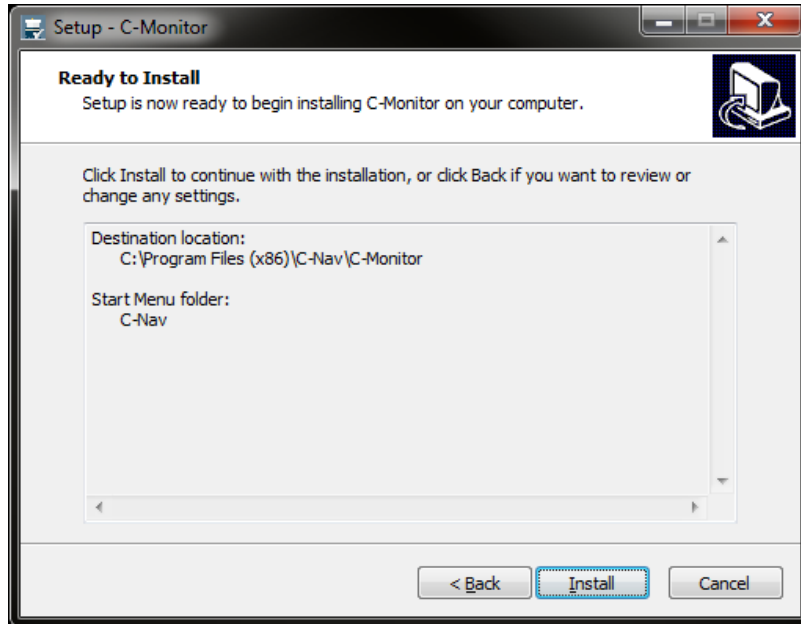 Setup - C-Monitor
Ready to Install
Setup is now ready to begin installing C-Monitor on your computer.
Click Install to continue with the installation, or click Back if you want to review or
change any settings.
Destination location:
C:\Program Files (x86)\C-Nav\C-Monitor
Start Menu folder:
C-Nav
< Back
Install
Cancel